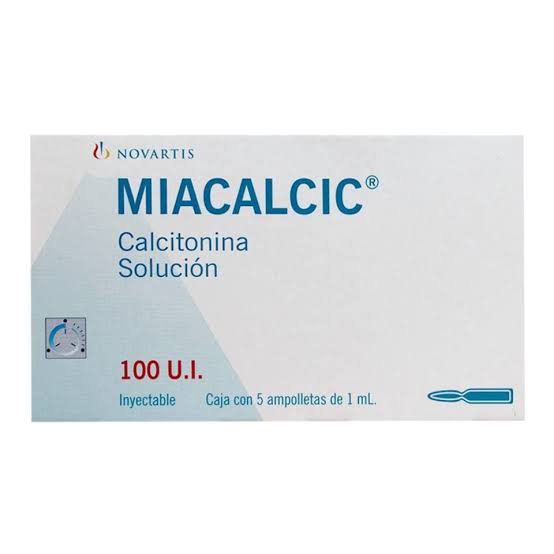 NOVARTIS
MIACALCIC®
Calcitonina
Solución
100 U.I.
Inyectable Caja con 5 ampolletas de 1 mL.